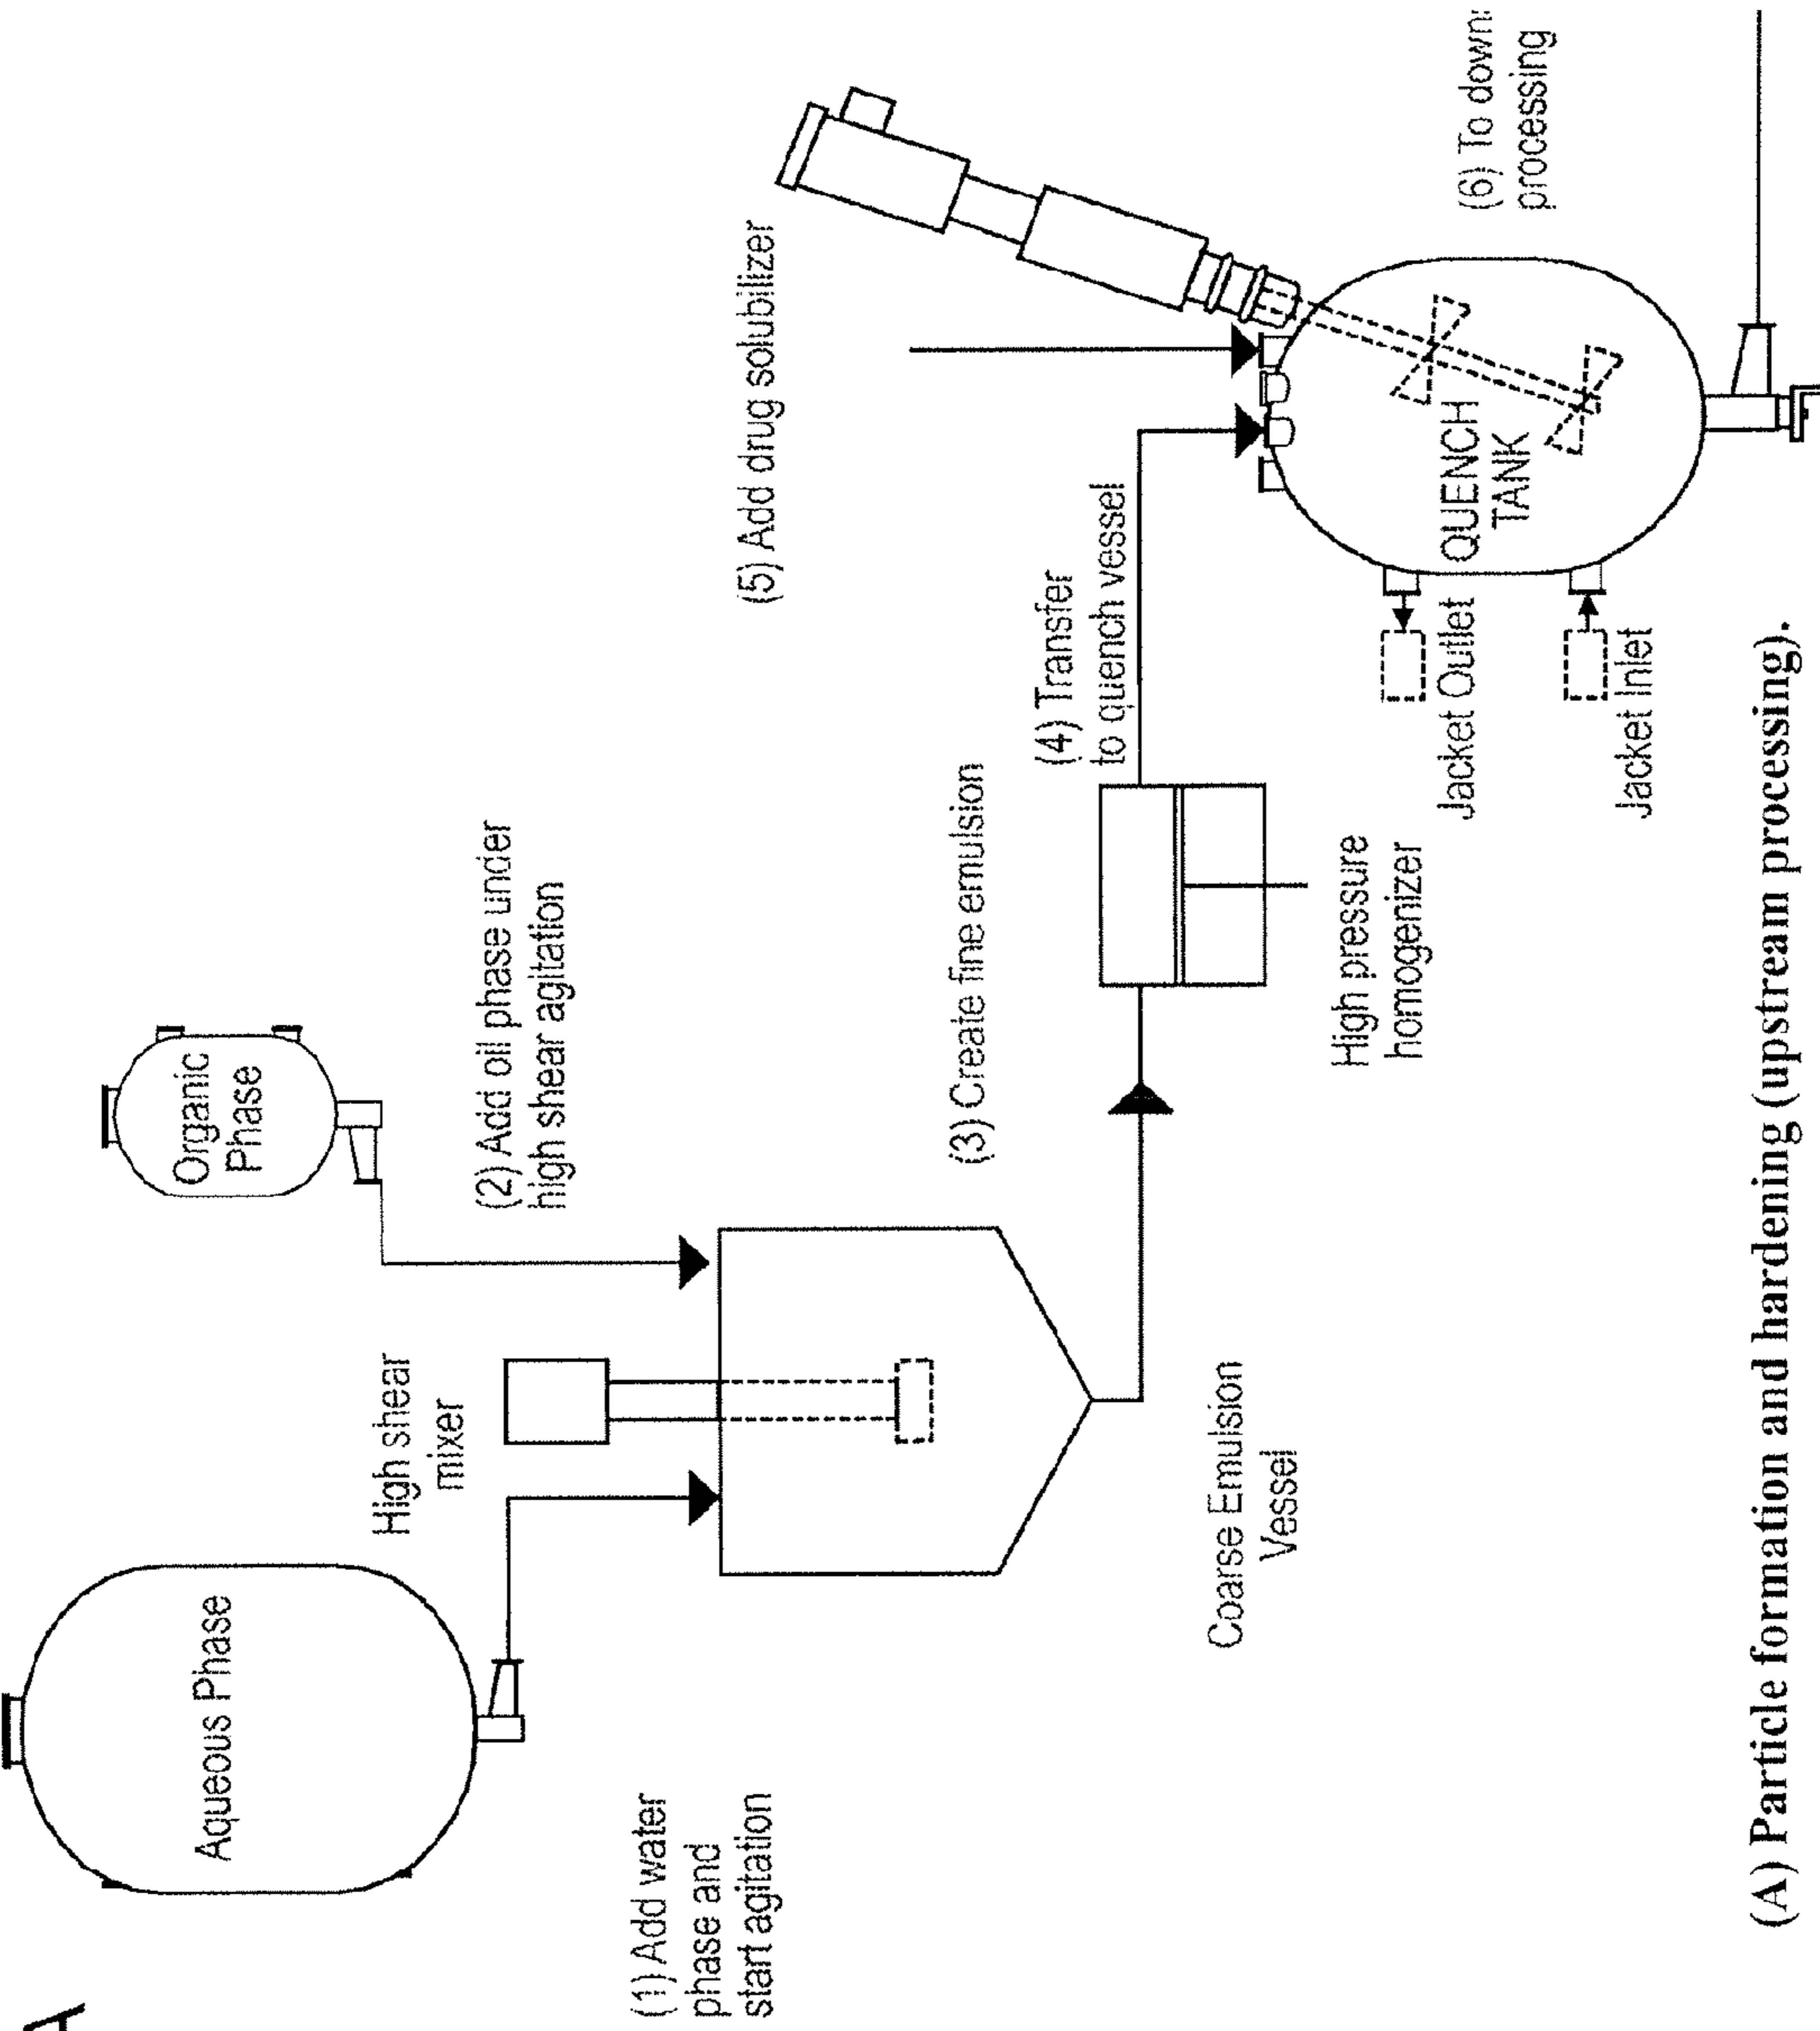 A
Aqueous Phase
(1) Add water
phase and
start agitation
High shear
mixer
Organic
Phase
(2) Add oil phase under
high shear agitation
Coarse Emulsion
Vessel
(3) Create fine emulsion
High pressure
homogenizer
(4) Transfer
to quench vessel
(5) Add drug solubilizer
QUENCH
TANK
Jacket Outlet
Jacket Inlet
(6) To down
processing
(A) Particle formation and hardening (upstream processing).